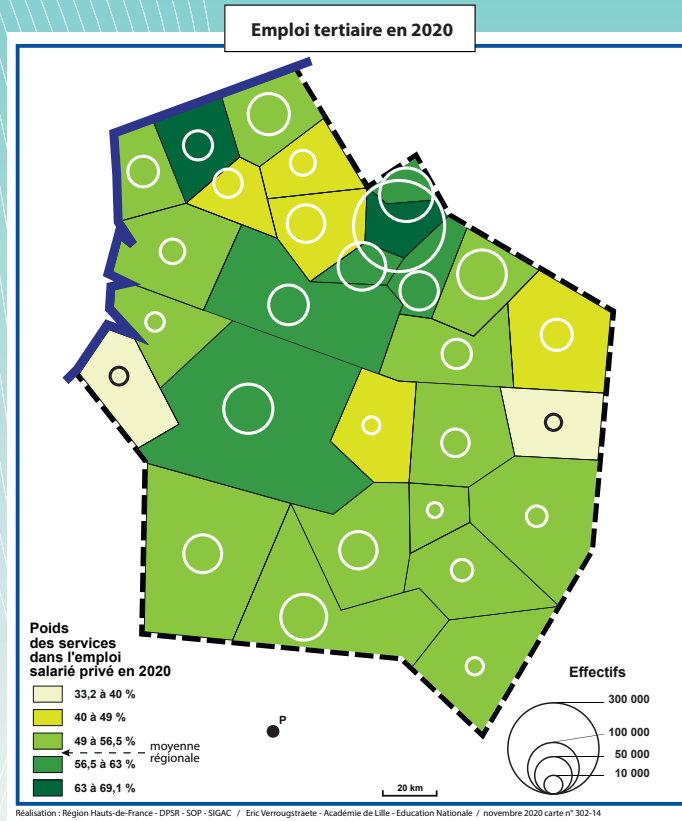 Emploi tertiaire en 2020
Poids
des services
dans l'emploi
salarié privé en 2020
33,2 à 40 %
40 à 49 %
49 à 56,5 %
moyenne
régionale
56,5 à 63 %
63 à 69,1 %
P
20 km
Effectifs
300 000
100 000
50 000
10 000
Réalisation : Région Hauts-de-France - DPSR - SOP - SIGAC / Eric Verrougstraete - Académie de Lille - Education Nationale / novembre 2020 carte n° 302-14